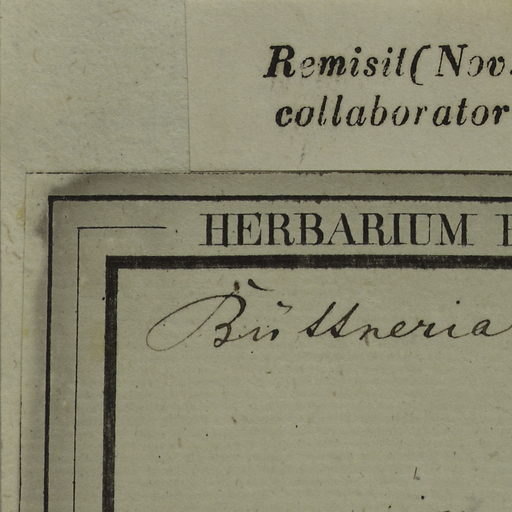 Remisit (Nov.
collaborator
HERBARIUM
Büttneria